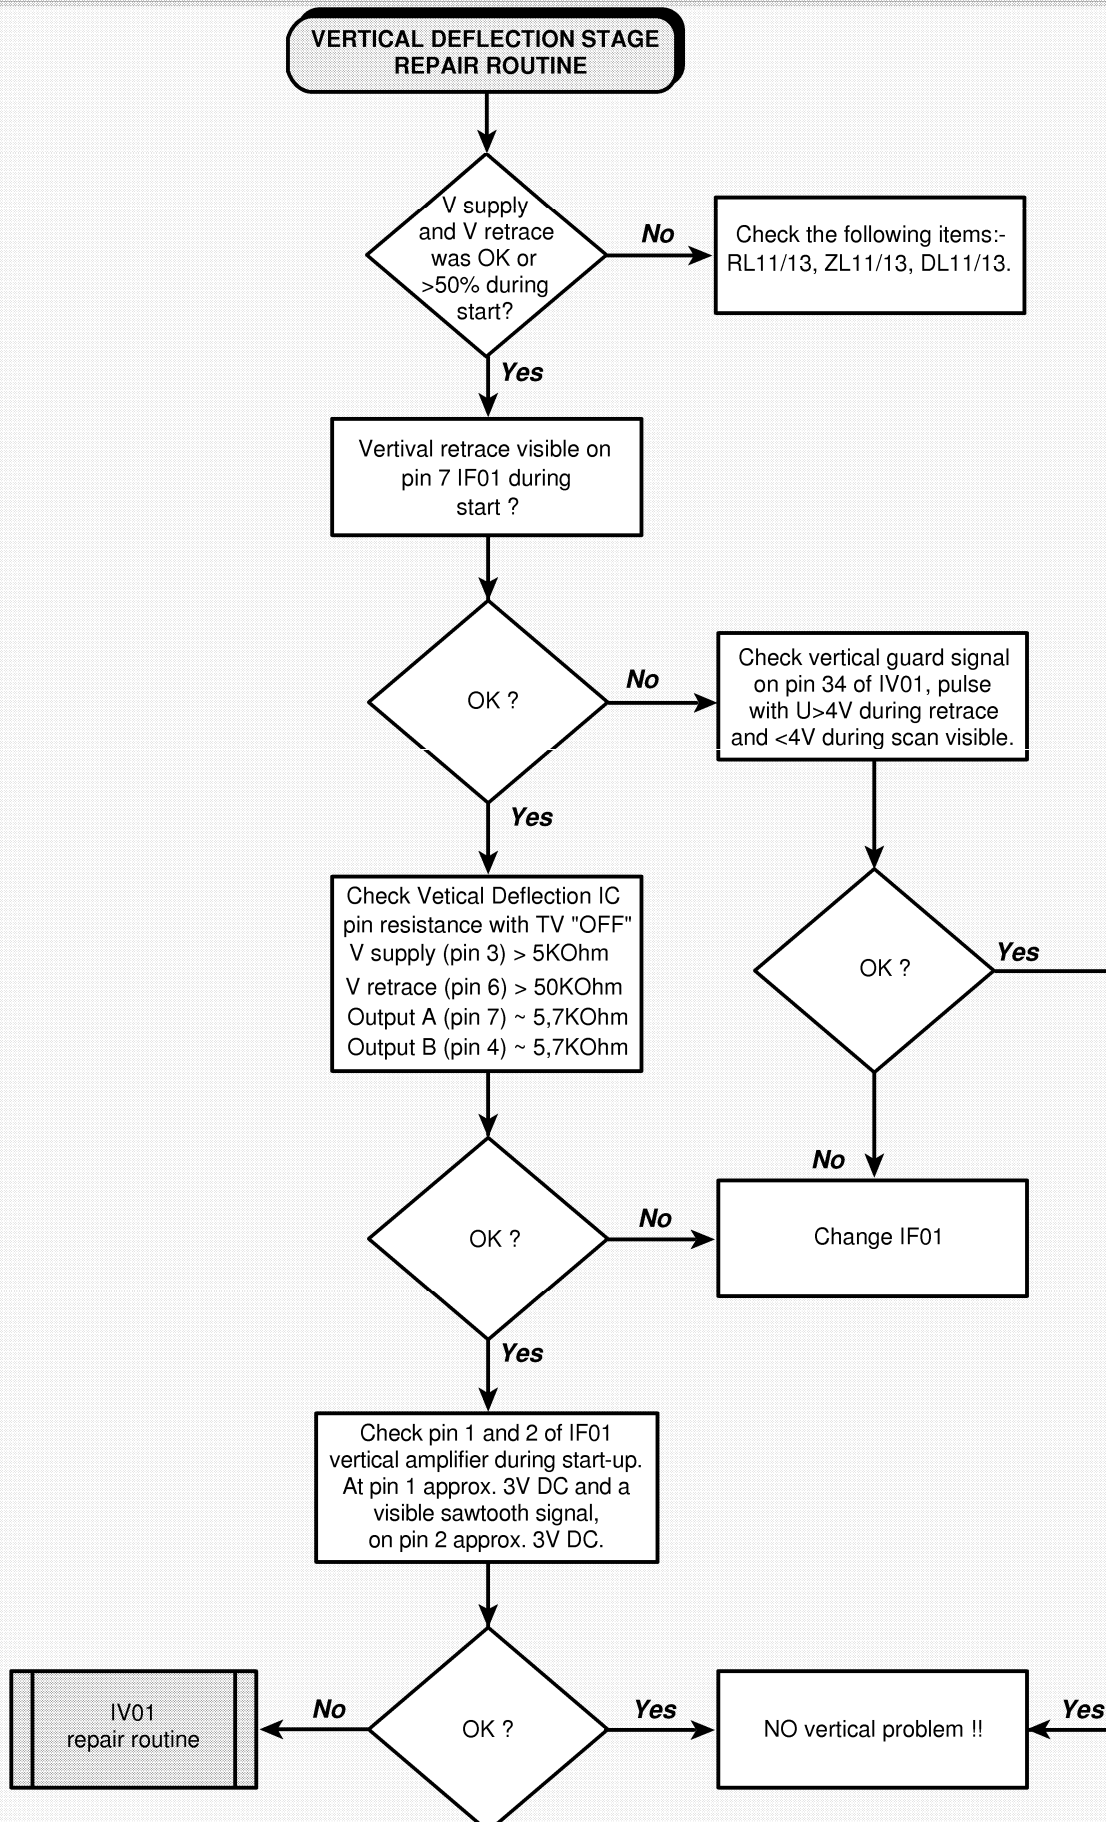 VERTICAL DEFLECTION STAGE
REPAIR ROUTINE
V supply
and V retrace
was OK or
>50% during
start?
No
Check the following items:-
RL11/13, ZL11/13, DL11/13.
Yes
Vertival retrace visible on
pin 7 IF01 during
start ?
OK ?
No
Check vertical guard signal
on pin 34 of IV01, pulse
with U>4V during retrace
and <4V during scan visible.
Yes
Check Vetical Deflection IC
pin resistance with TV "OFF"
V supply (pin 3) > 5KOhm
V retrace (pin 6) > 50KOhm
Output A (pin 7) ~ 5,7KOhm
Output B (pin 4) ~ 5,7KOhm
OK ?
Yes
No
Change IF01
OK ?
No
Yes
Check pin 1 and 2 of IF01
vertical amplifier during start-up.
At pin 1 approx. 3V DC and a
visible sawtooth signal,
on pin 2 approx. 3V DC.
IV01
repair routine
No
OK ?
Yes
NO vertical problem !!
Yes